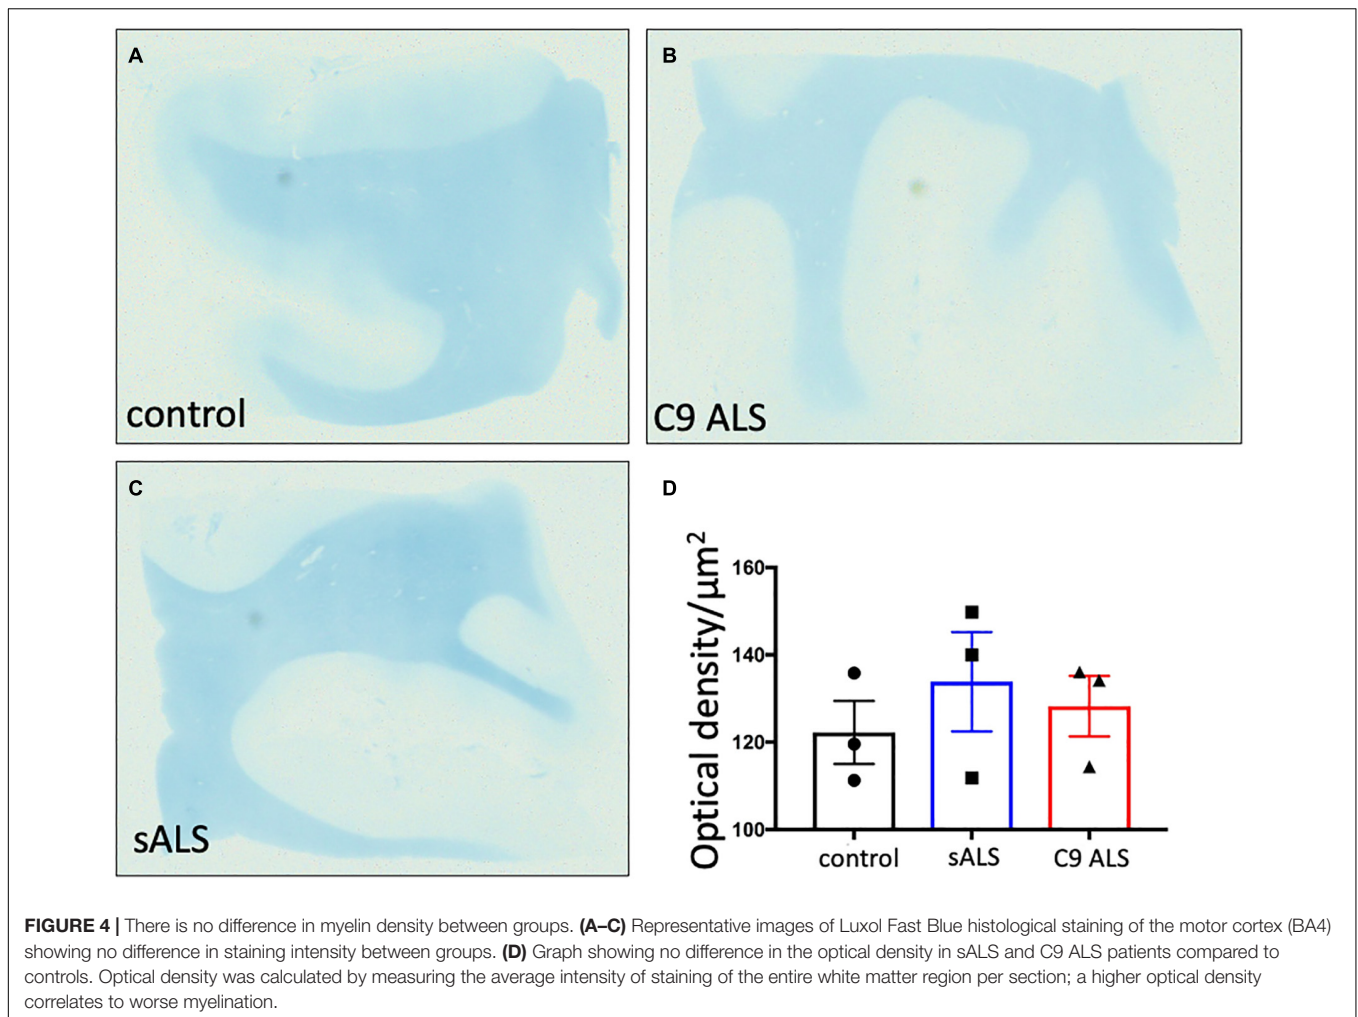 A
control
B
C9 ALS
C
sALS
D
Optical density/µm²
160
140
120
100
control
sALS
C9 ALS
FIGURE 4 | There is no difference in myelin density between groups. (A–C) Representative images of Luxol Fast Blue histological staining of the motor cortex (BA4)
showing no difference in staining intensity between groups. (D) Graph showing no difference in the optical density in sALS and C9 ALS patients compared to
controls. Optical density was calculated by measuring the average intensity of staining of the entire white matter region per section; a higher optical density
correlates to worse myelination.